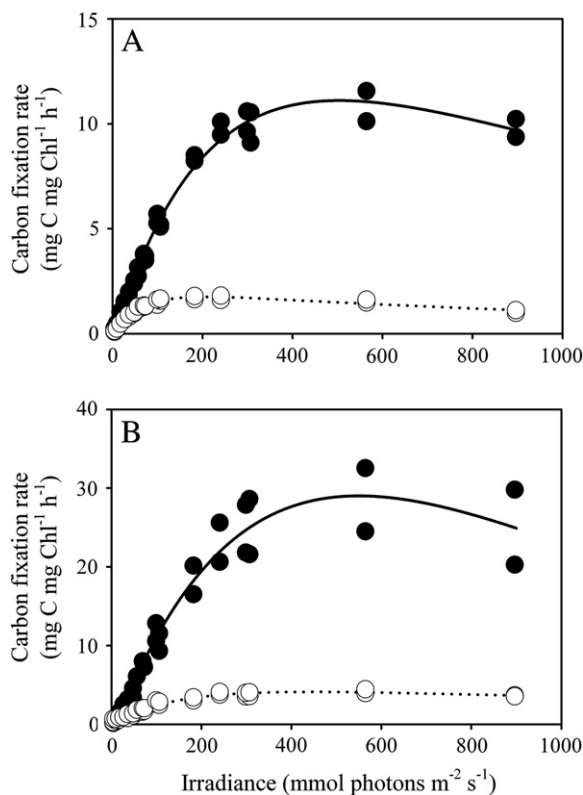 A
Carbon fixation rate
(mg C mg Chl⁻¹ h⁻¹)
15
10
5
0
0 200 400 600 800 1000
B
Carbon fixation rate
(mg C mg Chl⁻¹ h⁻¹)
40
30
20
10
0
0 200 400 600 800 1000
Irradiance (mmol photons m⁻² s⁻¹)